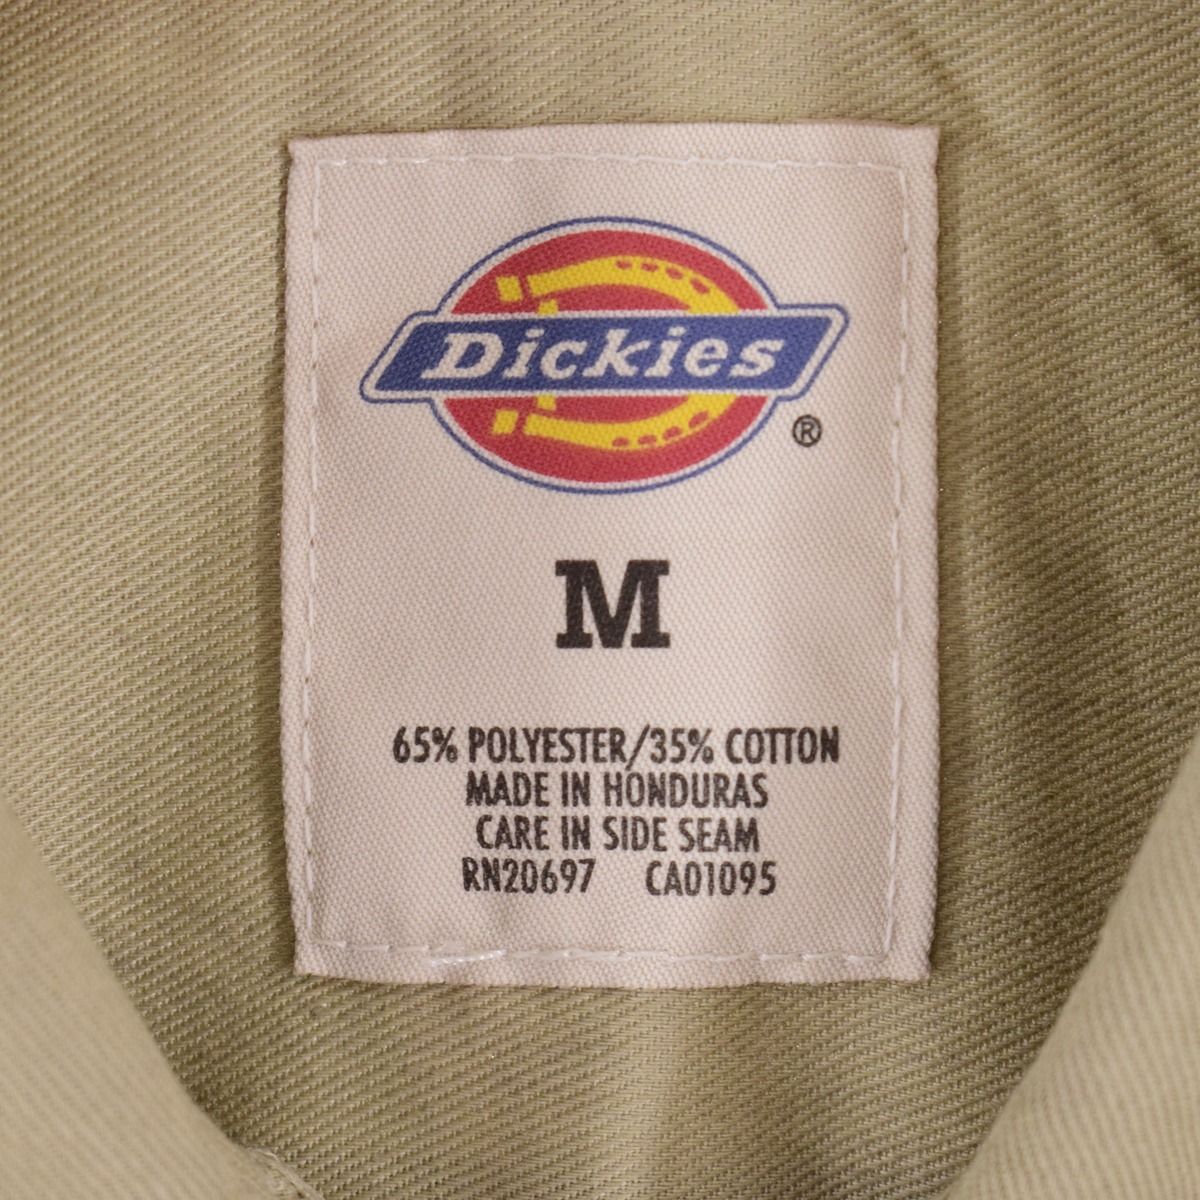 Dickies
®
M
65% POLYESTER/35% COTTON
MADE IN HONDURAS
CARE IN SIDE SEAM
RN20697 CA01095